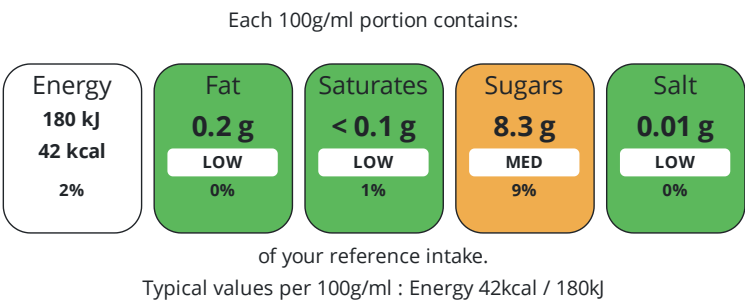 Each 100g/ml portion contains:
Energy
180 kJ
42 kcal
2%
Fat
0.2 g
LOW
0%
Saturates
< 0.1 g
LOW
1%
Sugars
8.3 g
MED
9%
Salt
0.01 g
LOW
0%
of your reference intake.
Typical values per 100g/ml : Energy 42kcal / 180kJ